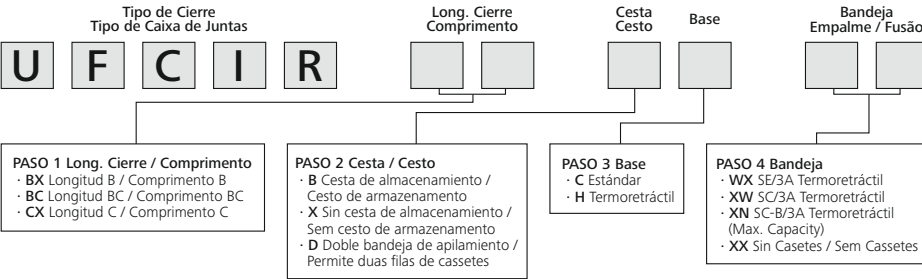 Tipo de Cierre
Tipo de Caixa de Juntas
Long. Cierre
Comprimento
Cesta
Cesto
Base
Bandeja
Empalme / Fusão
U F C I R
PASO 1 Long. Cierre / Comprimento
· BX Longitud B / Comprimento B
· BC Longitud BC / Comprimento BC
· CX Longitud C / Comprimento C
PASO 2 Cesta / Cesto
· B Cesta de almacenamiento /
Cesto de armazenamento
· X Sin cesta de almacenamiento /
Sem cesto de armazenamento
· D Doble bandeja de apilamiento /
Permite duas filas de cassetes
PASO 3 Base
· C Estándar
· H Termoretráctil
PASO 4 Bandeja
· WX SE/3A Termoretráctil
· XW SC/3A Termoretráctil
· XN SC-B/3A Termoretráctil
(Max. Capacity)
· XX Sin Casetes / Sem Cassetes